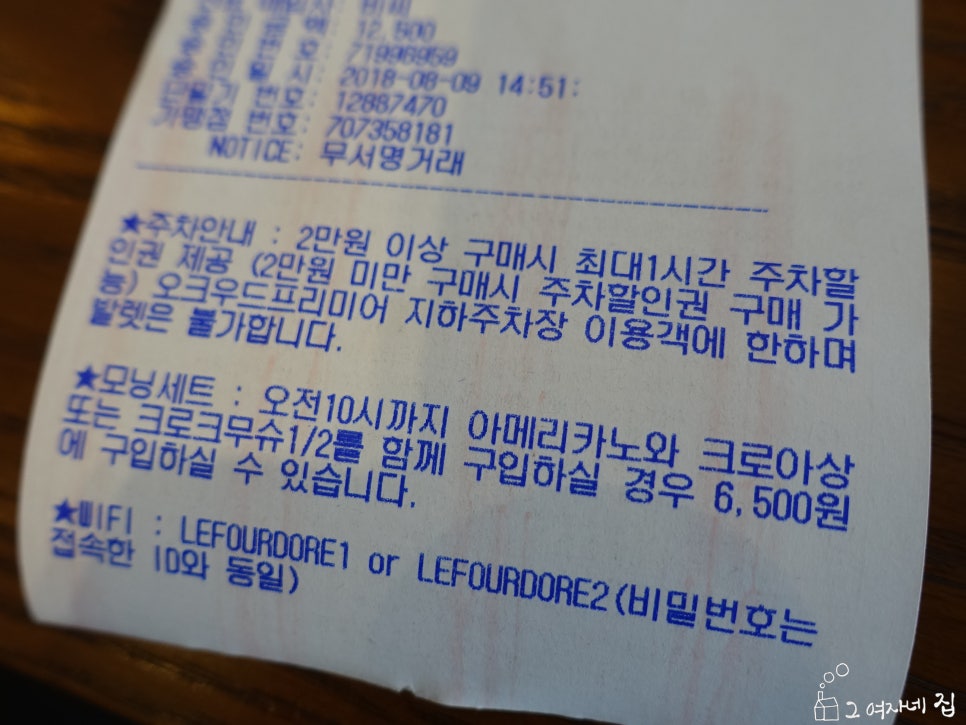 12,500
호: 71996959
시: 2018-08-09 14:51:
단말기 번호: 12887470
가맹점 번호: 707358181
NOTICE: 무서명거래
★주차안내 : 2만원 이상 구매시 최대1시간 주차할
인권 제공 (2만원 미만 구매시 주차할인권 구매 가
능) 오크우드프리미어 지하주차장 이용객에 한하며
발렛은 불가합니다.
★모닝세트 : 오전10시까지 아메리카노와 크로아상
또는 크로크무슈1/2를 함께 구입하실 경우 6,500원
에 구입하실 수 있습니다.
★WIFI : LEFOURDORE1 or LEFOURDORE2(비밀번호는
접속한 ID와 동일)
그 여자네 집